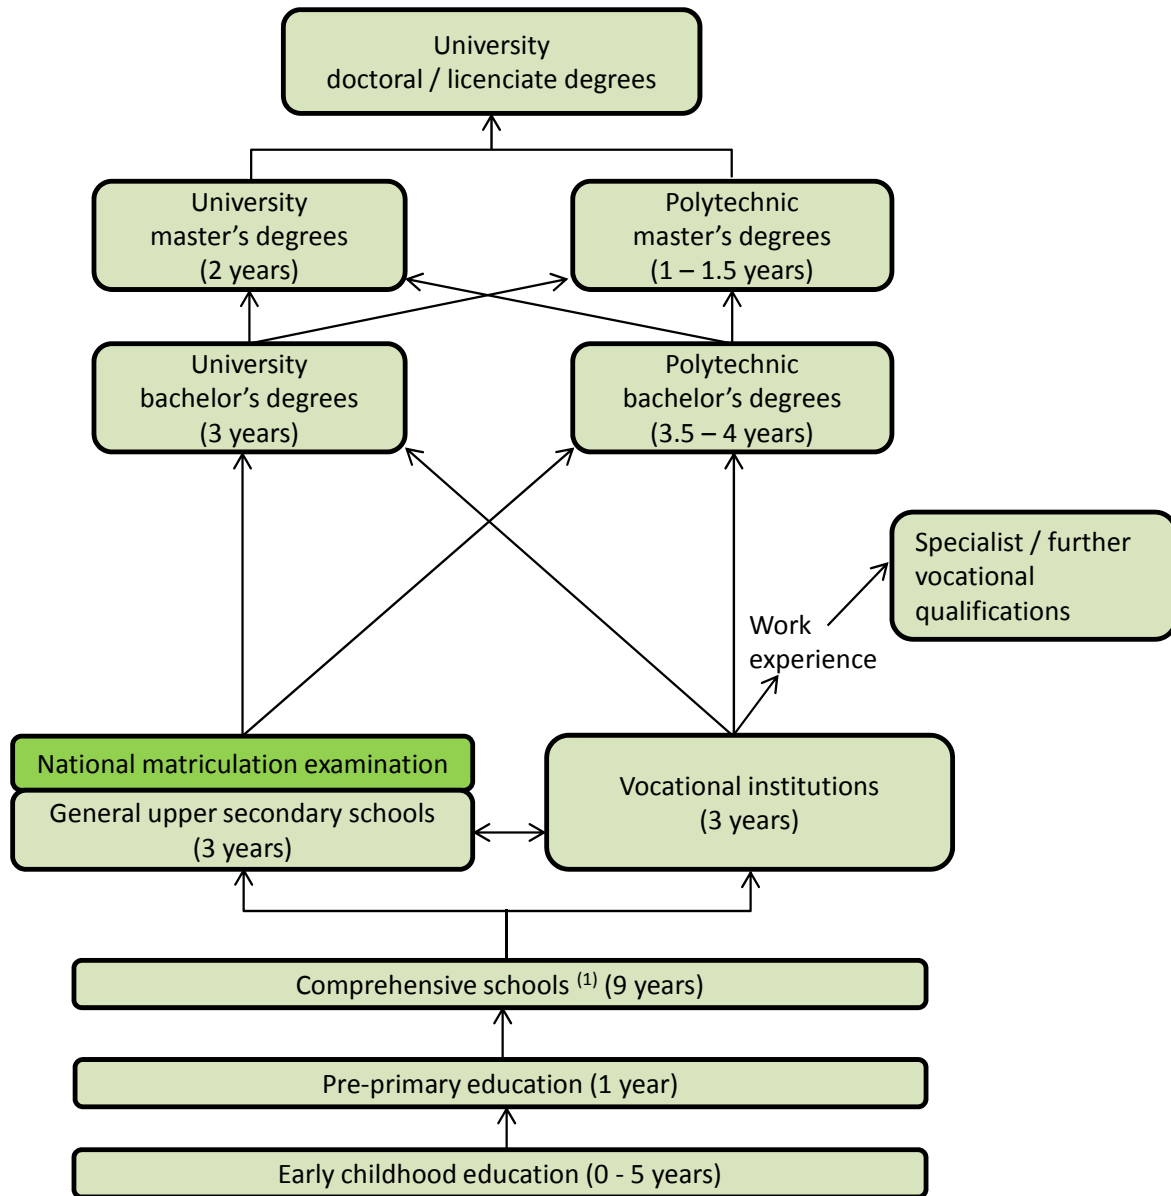 University
doctoral / licenciate degrees
University
master’s degrees
(2 years)
Polytechnic
master’s degrees
(1 – 1.5 years)
University
bachelor’s degrees
(3 years)
Polytechnic
bachelor’s degrees
(3.5 – 4 years)
Specialist / further
vocational
qualifications
Work
experience
National matriculation examination
General upper secondary schools
(3 years)
Vocational institutions
(3 years)
Comprehensive schools (1) (9 years)
Pre-primary education (1 year)
Early childhood education (0 - 5 years)